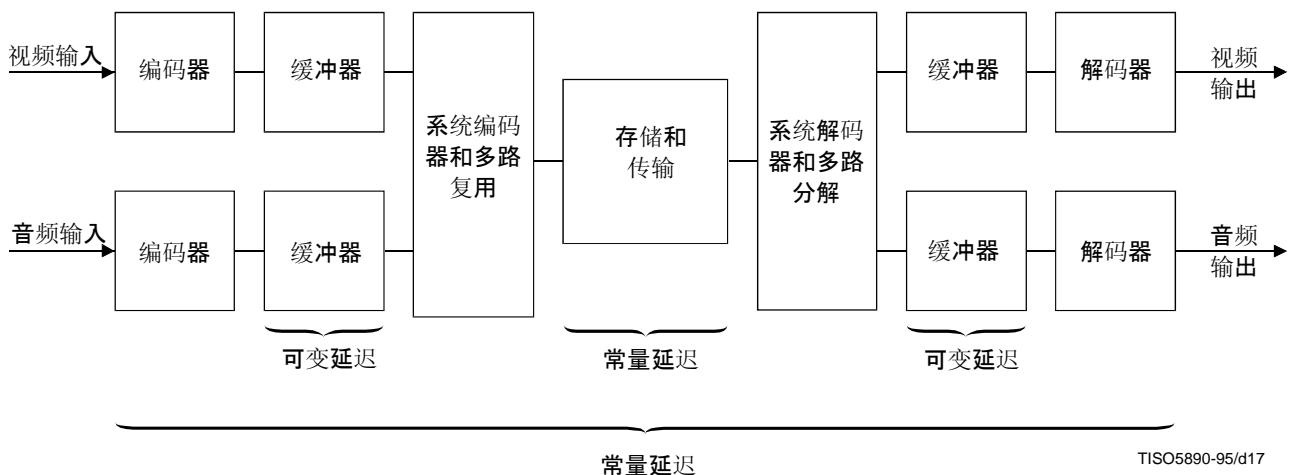 视频输入
编码器
缓冲器
系统编码
器和多路
复用
存储和
传输
系统解码
器和多路
分解
缓冲器
解码器
视频
输出
音频输入
编码器
缓冲器
缓冲器
解码器
音频
输出
可变延迟
常量延迟
可变延迟
常量延迟
TISO5890-95/d17